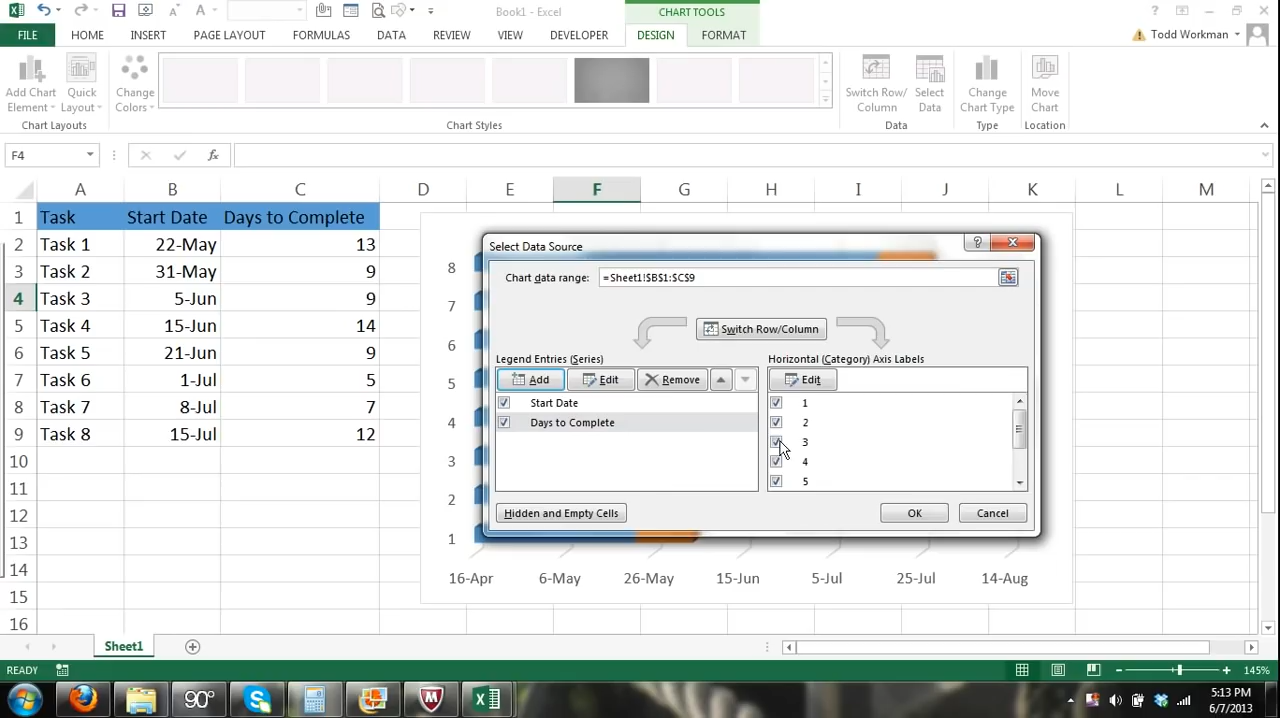 Book1 - Excel
CHART TOOLS
FILE HOME INSERT PAGE LAYOUT FORMULAS DATA REVIEW VIEW DEVELOPER DESIGN FORMAT Todd Workman
Add Chart Element Quick Layout Change Colors Switch Row/Column Select Data Change Chart Type Move Chart
Chart Layouts Chart Styles Data Type Location
F4 fx
A B C D E F G H I J K L M
1 Task Start Date Days to Complete
2 Task 1 22-May 13
3 Task 2 31-May 9
4 Task 3 5-Jun 9
5 Task 4 15-Jun 14
6 Task 5 21-Jun 9
7 Task 6 1-Jul 5
8 Task 7 8-Jul 7
9 Task 8 15-Jul 12
10
11
12
13
14
15
16
8
7
6
5
4
3
2
1
16-Apr 6-May 26-May 15-Jun 5-Jul 25-Jul 14-Aug
Select Data Source
Chart data range: =Sheet1!$B$1:$C$9
Switch Row/Column
Legend Entries (Series) Horizontal (Category) Axis Labels
Add Edit Remove Edit
Start Date 1
Days to Complete 2
3
4
5
Hidden and Empty Cells OK Cancel
Sheet1
READY 145%
90° 5:13 PM
6/7/2013